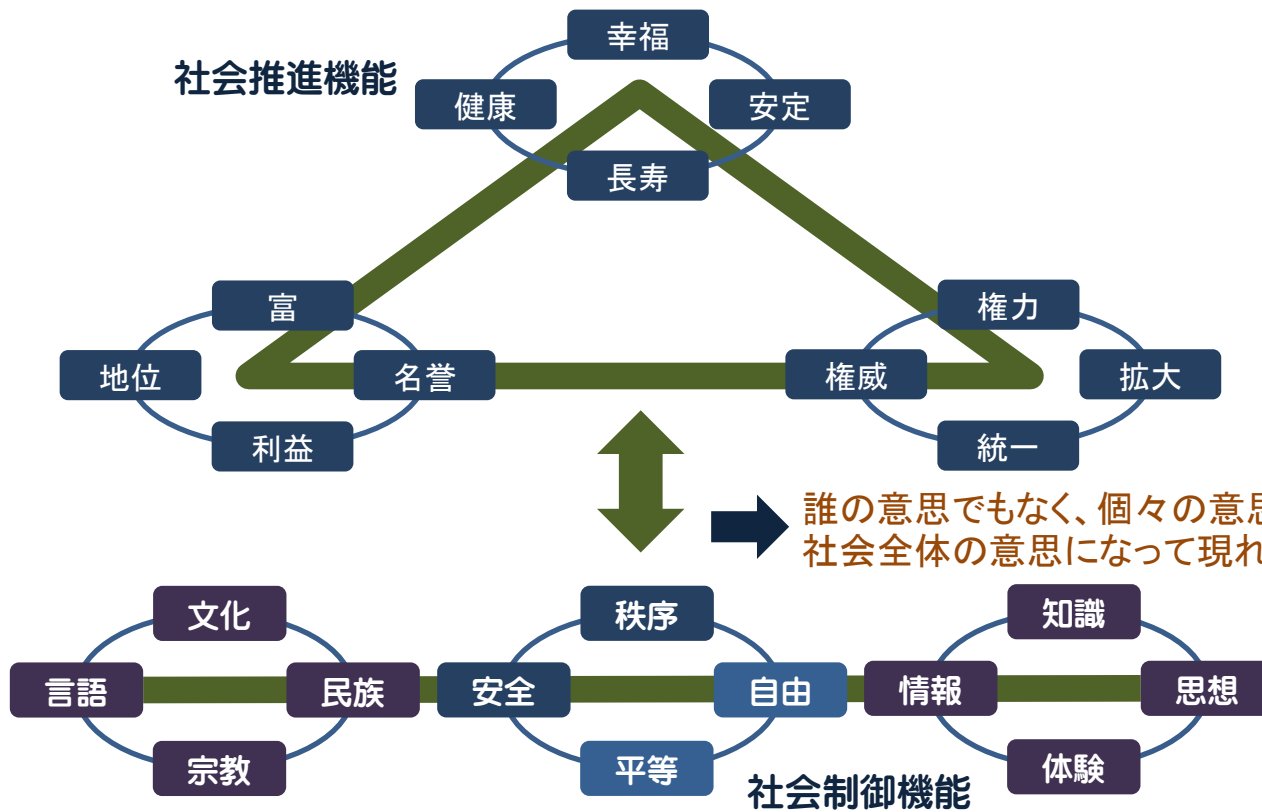 幸福
社会推進機能
健康
安定
長寿
富
権力
地位
名誉
権威
拡大
利益
統一
誰の意思でもなく、個々の意思
社会全体の意思になって現れ
文化
秩序
知識
言語
民族
安全
自由
情報
思想
宗教
平等
体験
社会制御機能